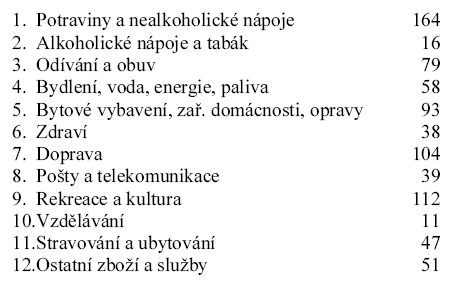 1. Potraviny a nealkoholické nápoje 164
2. Alkoholické nápoje a tabák 16
3. Odívání a obuv 79
4. Bydlení, voda, energie, paliva 58
5. Bytové vybavení, zař. domácnosti, opravy 93
6. Zdraví 38
7. Doprava 104
8. Pošty a telekomunikace 39
9. Rekreace a kultura 112
10.Vzdělávání 11
11.Stravování a ubytování 47
12.Ostatní zboží a služby 51